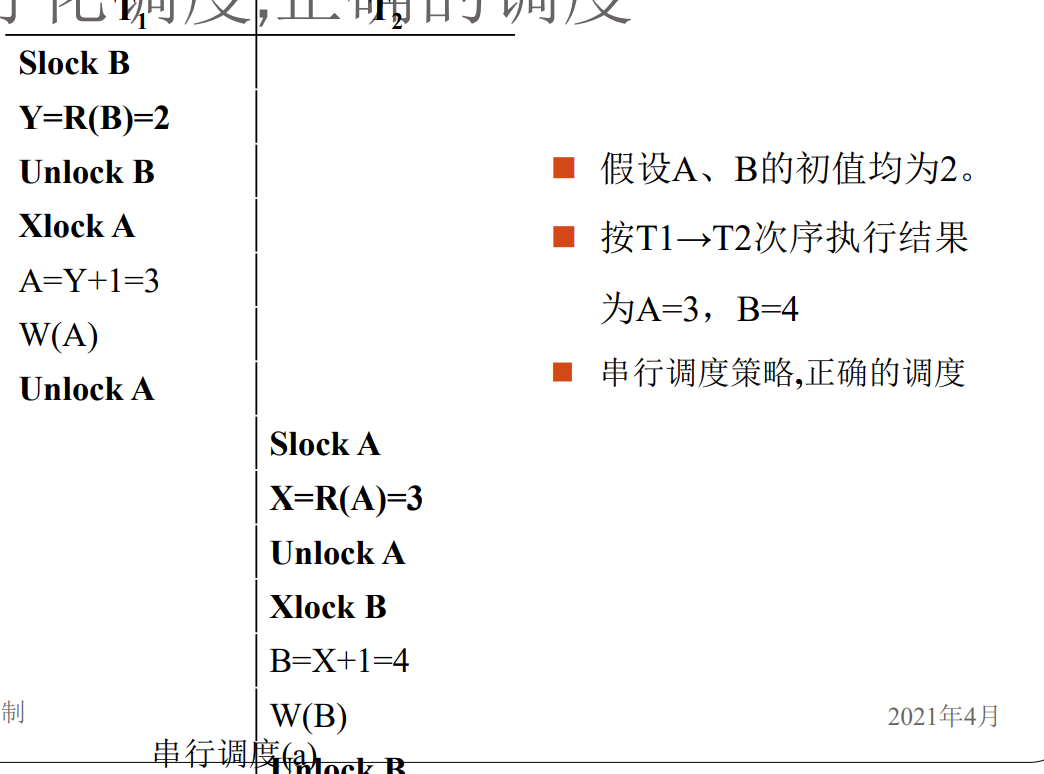 化调度,正确的调度
T1
T2
Slock B
Y=R(B)=2
Unlock B
Xlock A
A=Y+1=3
W(A)
Unlock A
Slock A
X=R(A)=3
Unlock A
Xlock B
B=X+1=4
W(B)
Unlock B
串行调度(a)
假设A、B的初值均为2。
按T1→T2次序执行结果
为A=3，B=4
串行调度策略,正确的调度
制
2021年4月